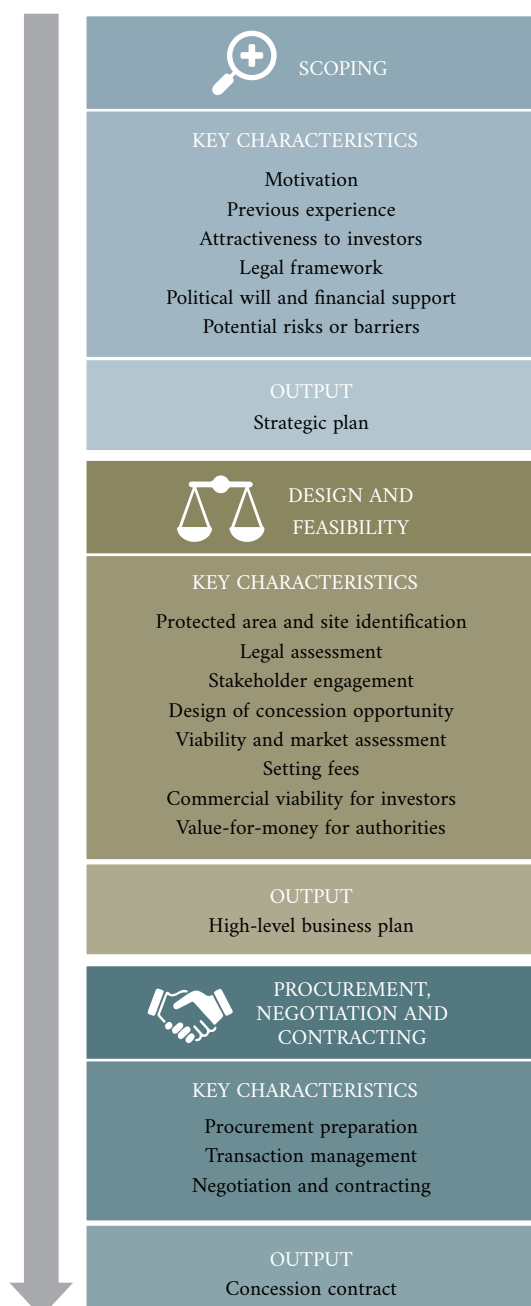 SCOPING
KEY CHARACTERISTICS
Motivation
Previous experience
Attractiveness to investors
Legal framework
Political will and financial support
Potential risks or barriers
OUTPUT
Strategic plan
DESIGN AND
FEASIBILITY
KEY CHARACTERISTICS
Protected area and site identification
Legal assessment
Stakeholder engagement
Design of concession opportunity
Viability and market assessment
Setting fees
Commercial viability for investors
Value-for-money for authorities
OUTPUT
High-level business plan
PROCUREMENT,
NEGOTIATION AND
CONTRACTING
KEY CHARACTERISTICS
Procurement preparation
Transaction management
Negotiation and contracting
OUTPUT
Concession contract